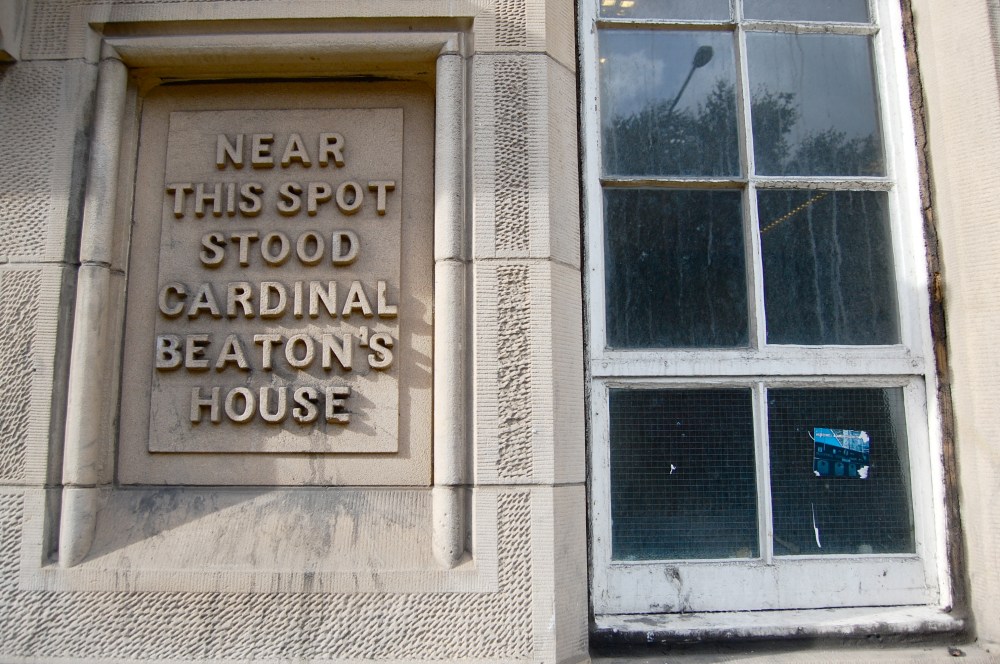 NEAR
THIS SPOT
STOOD
CARDINAL
BEATON'S
HOUSE